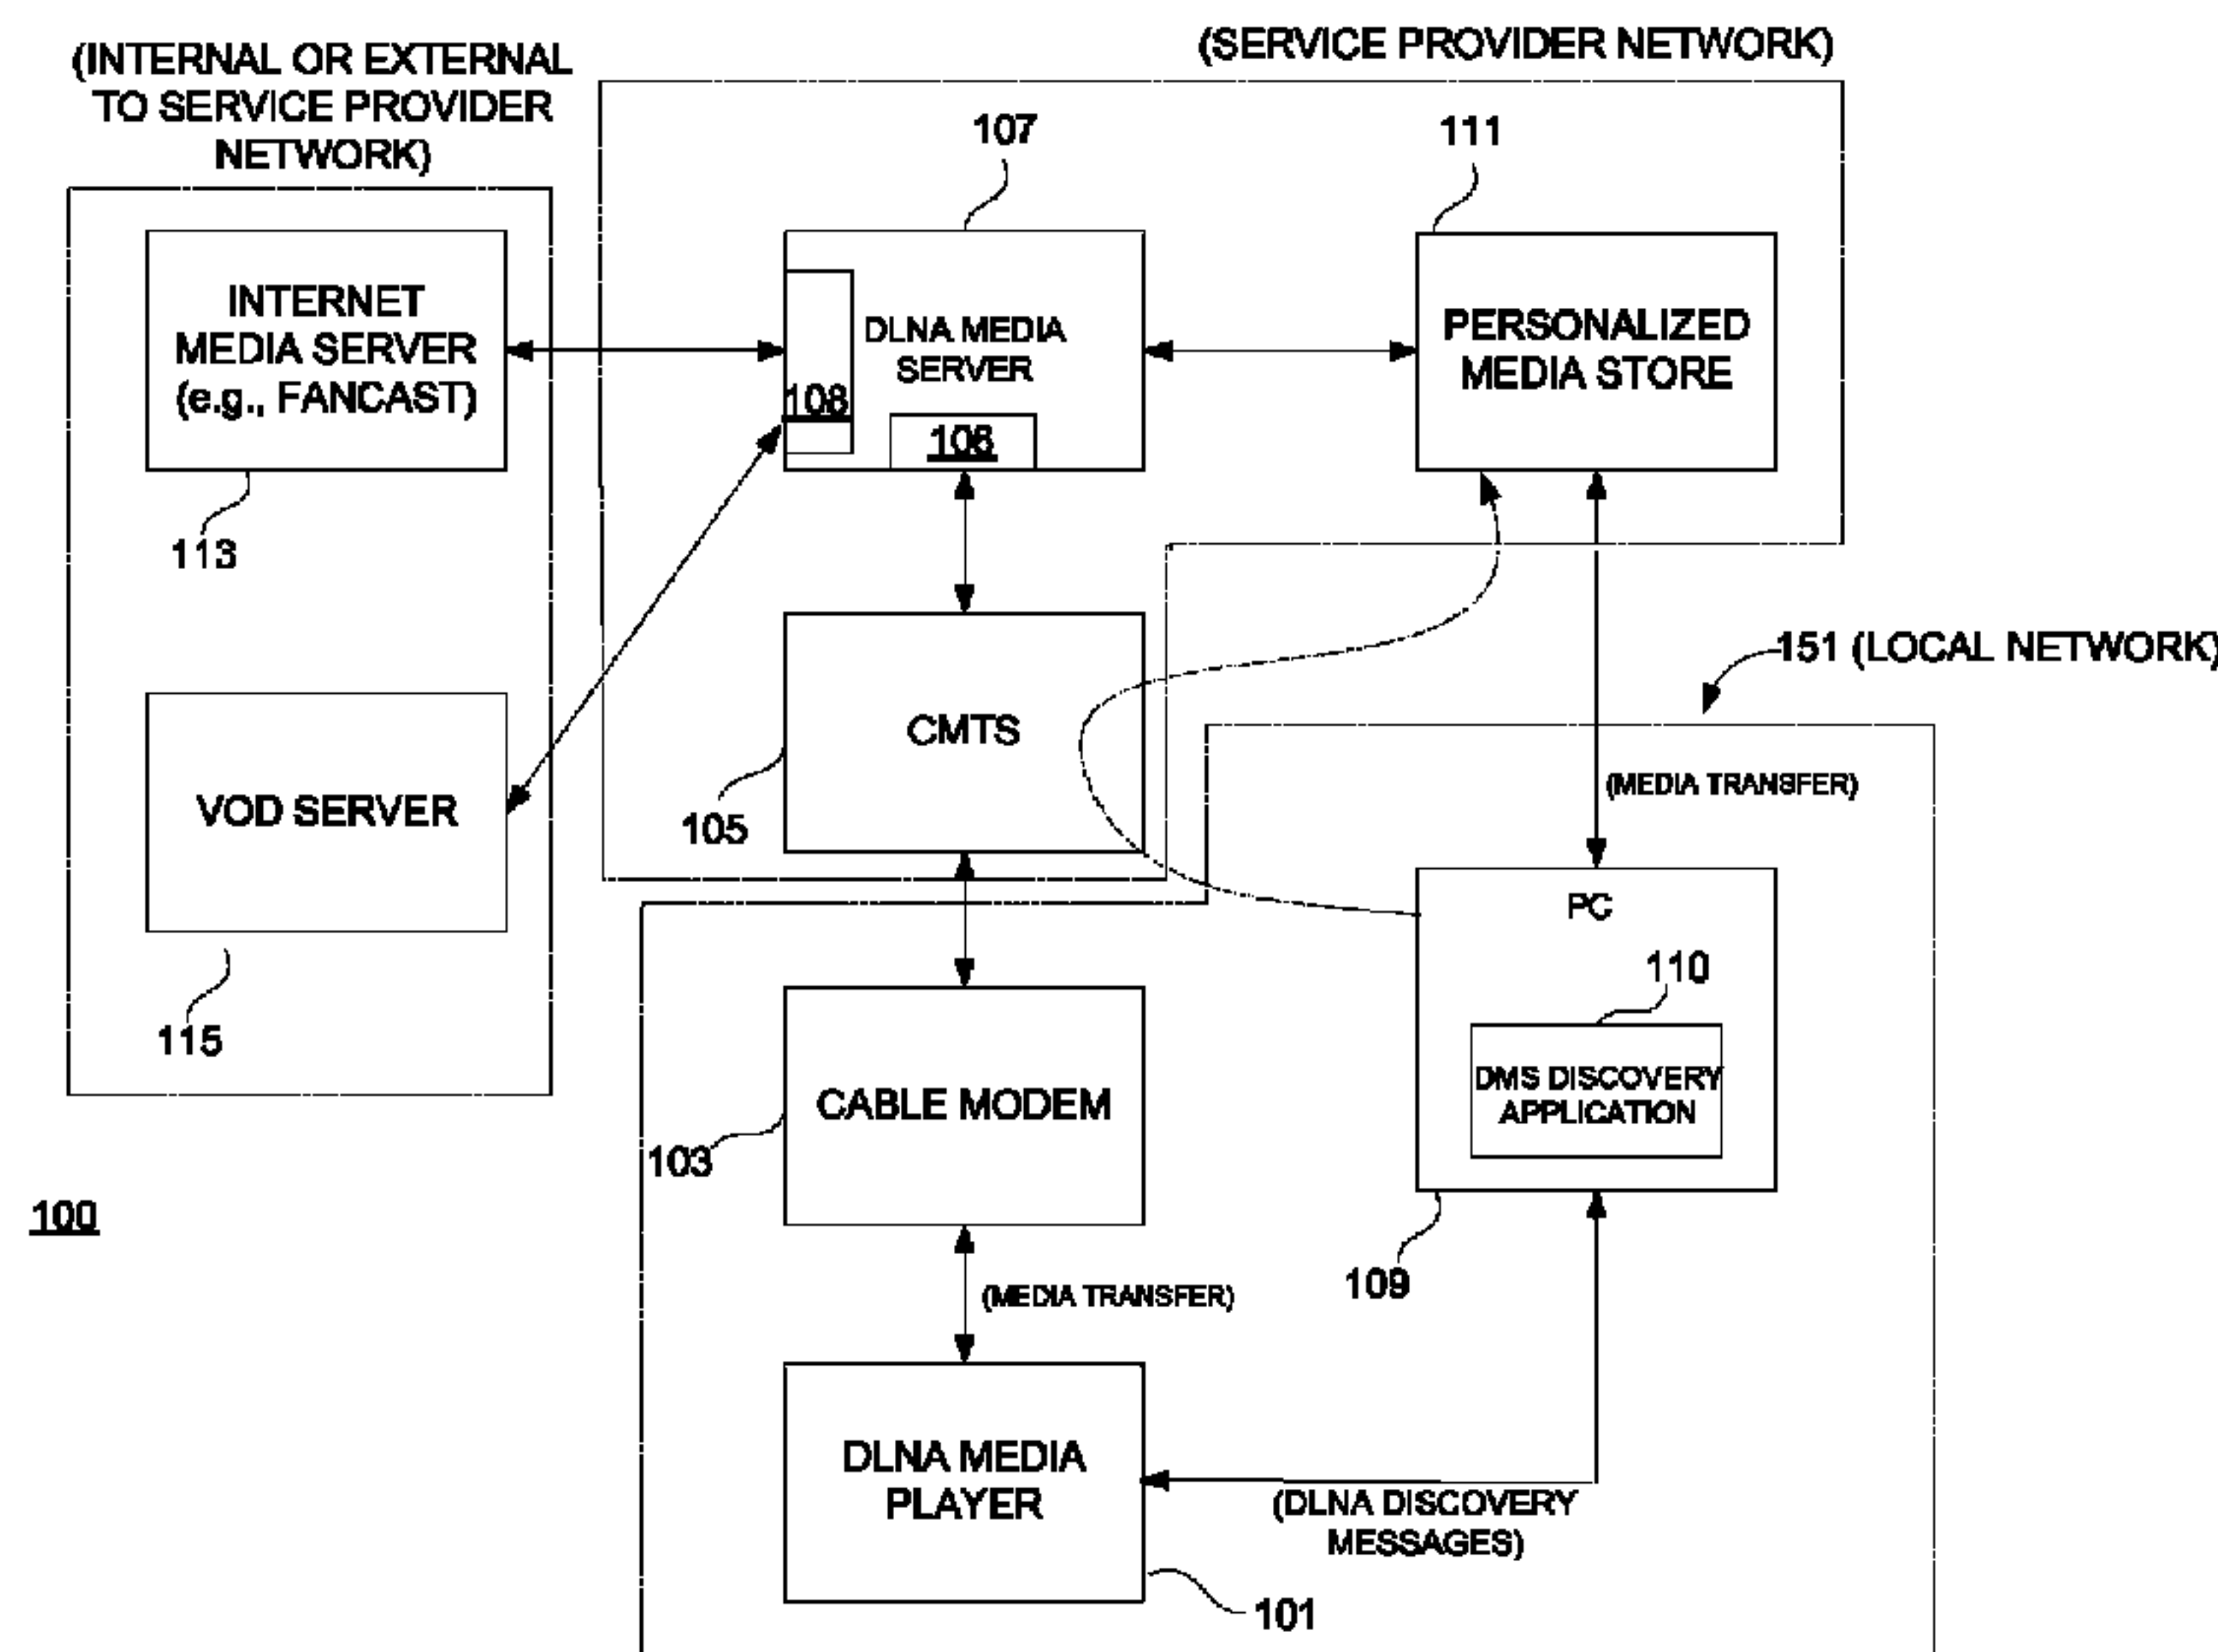 (INTERNAL OR EXTERNAL
TO SERVICE PROVIDER
NETWORK)
(SERVICE PROVIDER NETWORK)
107
111
INTERNET
MEDIA SERVER
(e.g., FANCAST)
113
DLNA MEDIA
SERVER
108
106
PERSONALIZED
MEDIA STORE
151 (LOCAL NETWORK)
CMTS
105
VOD SERVER
115
(MEDIA TRANSFER)
PC
110
DMS DISCOVERY
APPLICATION
109
CABLE MODEM
103
100
(MEDIA TRANSFER)
DLNA MEDIA
PLAYER
101
(DLNA DISCOVERY
MESSAGES)